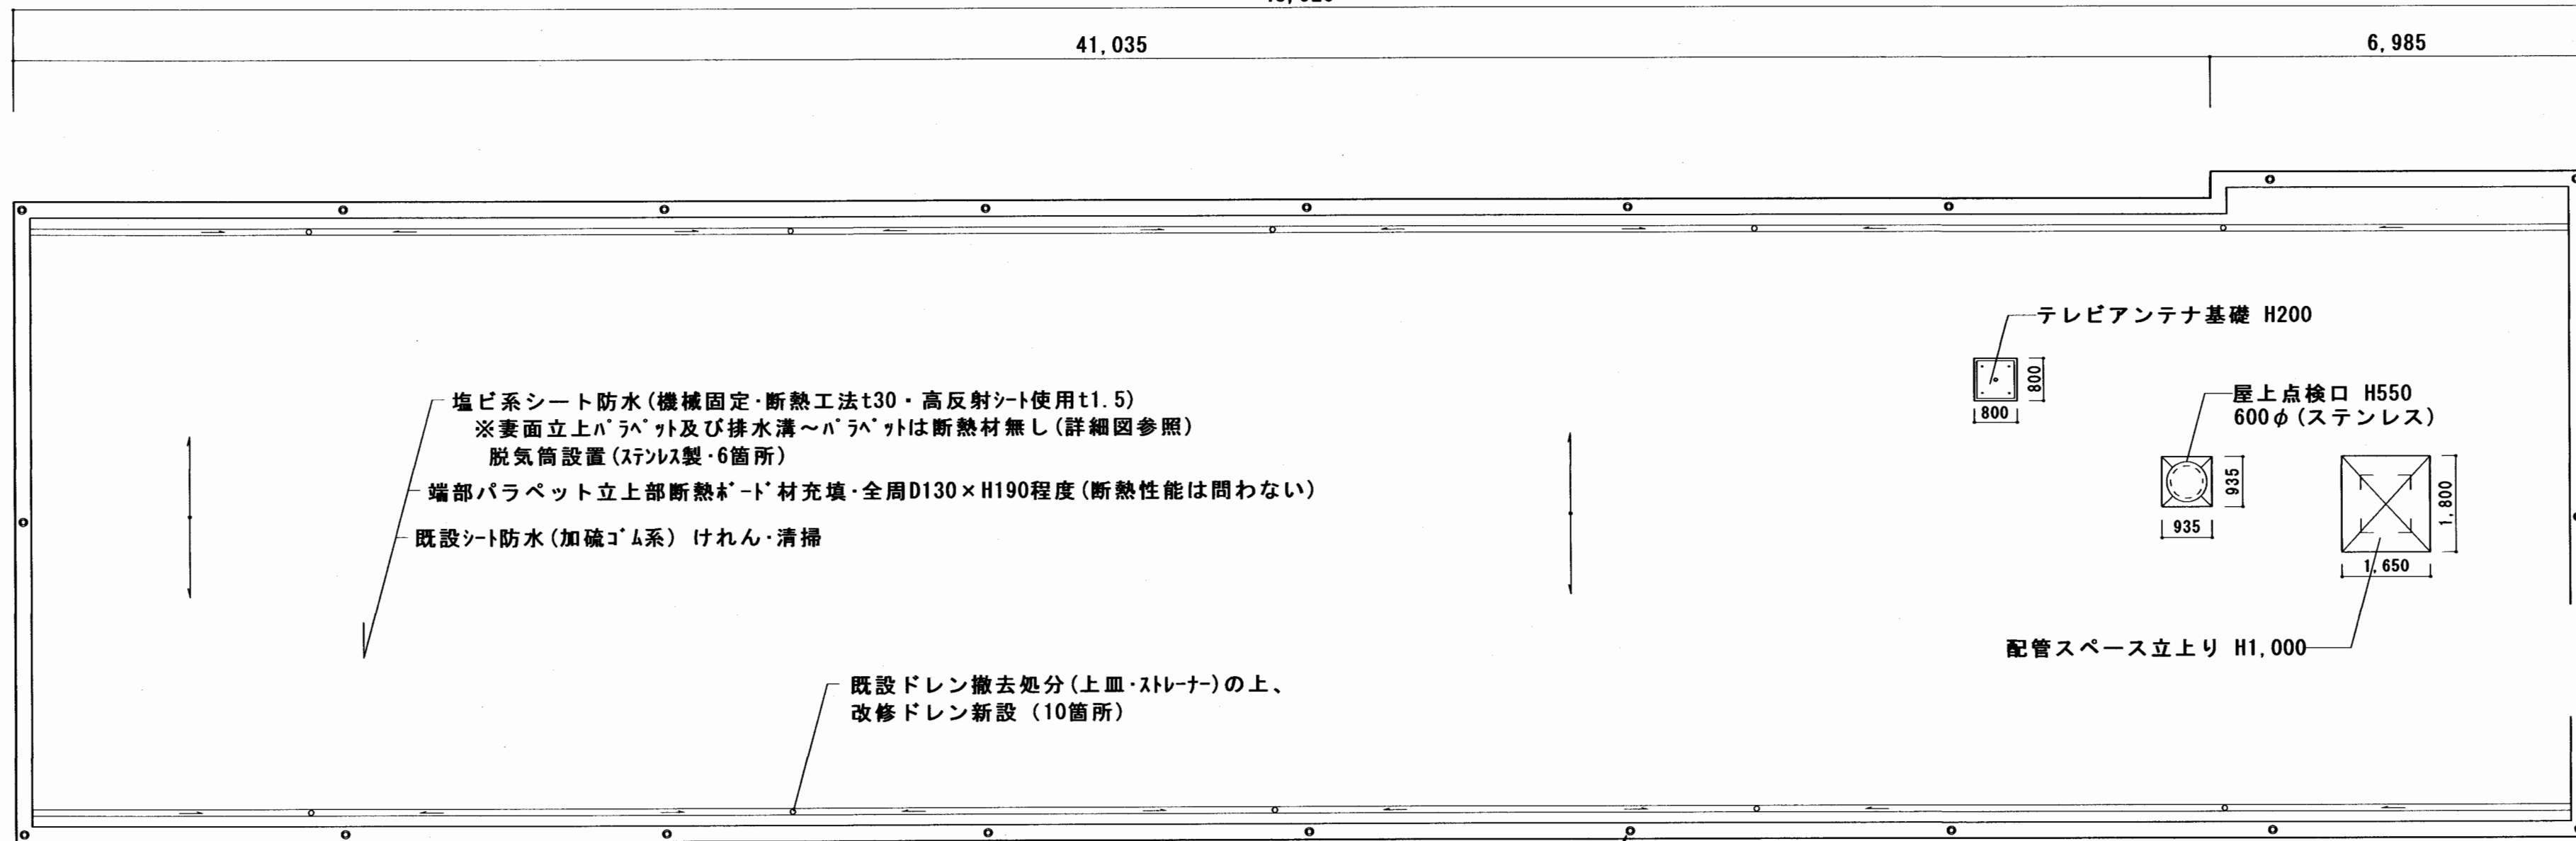 41,035
6,985
テレビアンテナ基礎 H200
800
800
屋上点検口 H550
600φ(ステンレス)
935
935
1,800
1,650
配管スペース立上り H1,000
塩ビ系シート防水(機械固定・断熱工法t30・高反射ｼｰﾄ使用t1.5)
※妻面立上ﾊﾟﾗﾍﾟｯﾄ及び排水溝～ﾊﾟﾗﾍﾟｯﾄは断熱材無し(詳細図参照)
脱気筒設置(ｽﾃﾝﾚｽ製・6箇所)
端部パラペット立上部断熱ﾎﾞｰﾄﾞ材充填・全周D130×H190程度(断熱性能は問わない)
既設ｼｰﾄ防水(加硫ｺﾞﾑ系) けれん・清掃
既設ドレン撤去処分(上皿・ｽﾄﾚｰﾅｰ)の上、
改修ドレン新設 (10箇所)